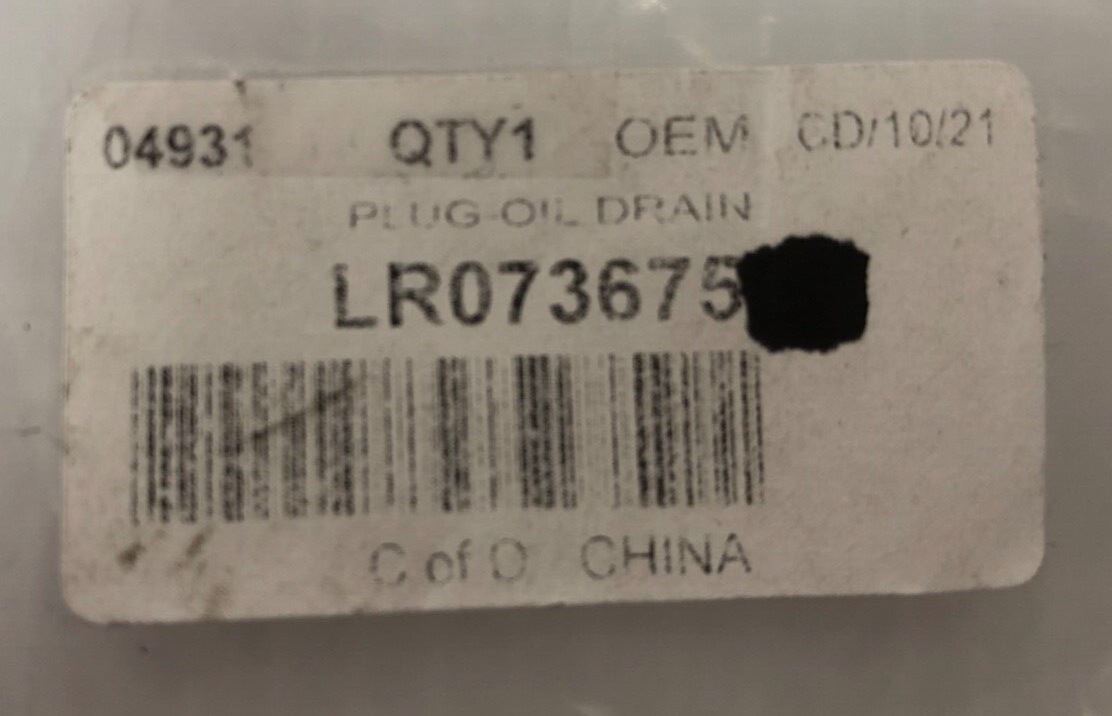 04931 QTY1 OEM CD/10/21
PLUG-OIL DRAIN
LR073675
C of O CHINA